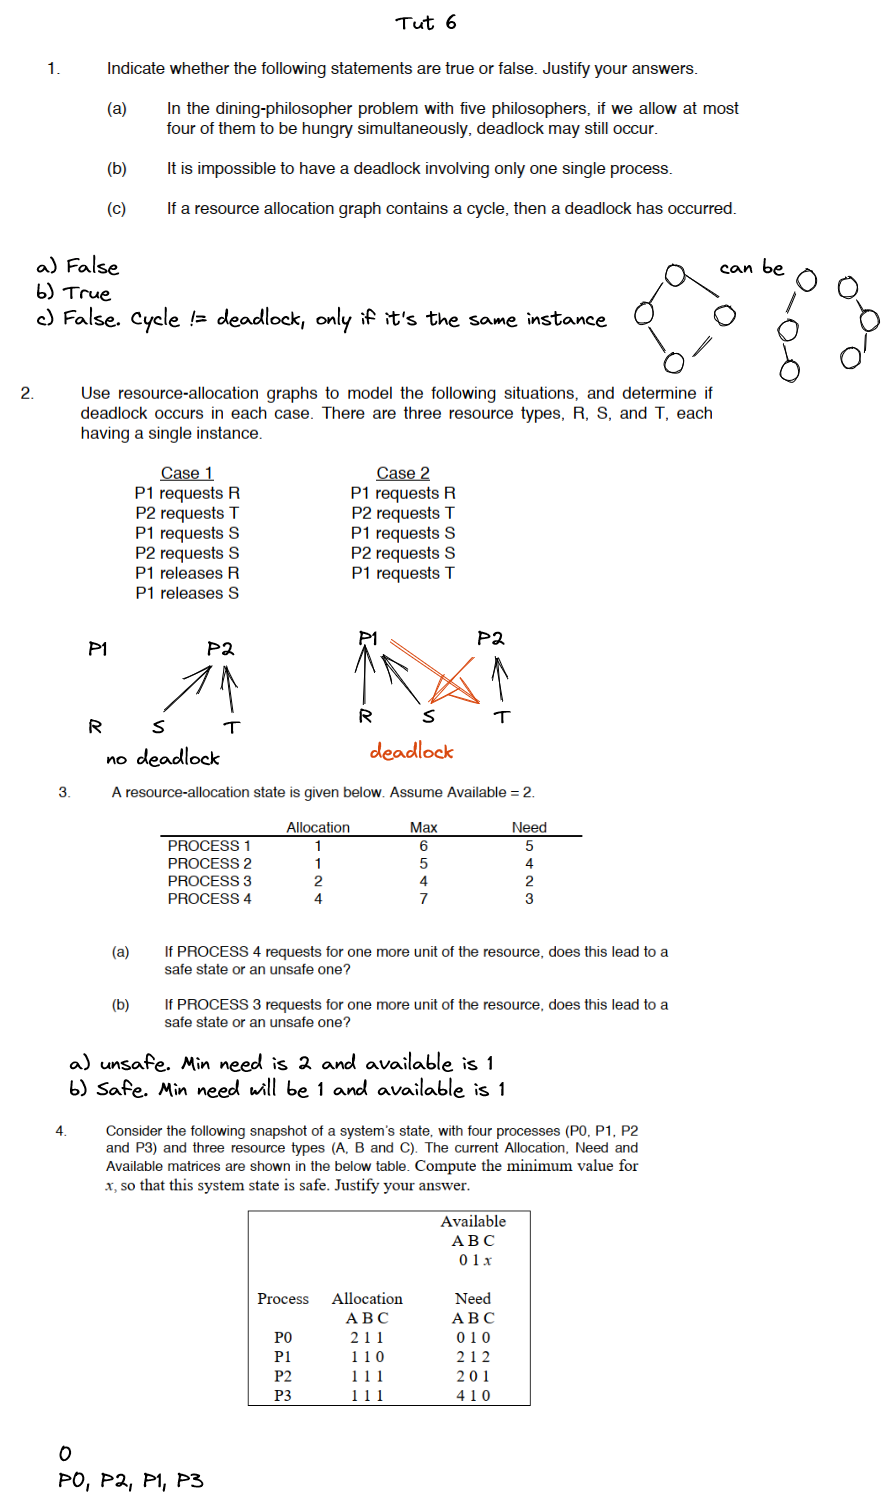 Tut 6
1. Indicate whether the following statements are true or false. Justify your answers.
(a) In the dining-philosopher problem with five philosophers, if we allow at most
four of them to be hungry simultaneously, deadlock may still occur.
(b) It is impossible to have a deadlock involving only one single process.
(c) If a resource allocation graph contains a cycle, then a deadlock has occurred.
a) False
b) True
c) False. Cycle != deadlock, only if it's the same instance
can be
2. Use resource-allocation graphs to model the following situations, and determine if
deadlock occurs in each case. There are three resource types, R, S, and T, each
having a single instance.
Case 1 Case 2
P1 requests R P1 requests R
P2 requests T P2 requests T
P1 requests S P1 requests S
P2 requests S P2 requests S
P1 releases R P1 requests T
P1 releases S
P1 P2 P1 P2
R S T R S T
no deadlock deadlock
3. A resource-allocation state is given below. Assume Available = 2.
Allocation Max Need
PROCESS 1 1 6 5
PROCESS 2 1 5 4
PROCESS 3 2 4 2
PROCESS 4 4 7 3
(a) If PROCESS 4 requests for one more unit of the resource, does this lead to a
safe state or an unsafe one?
(b) If PROCESS 3 requests for one more unit of the resource, does this lead to a
safe state or an unsafe one?
a) unsafe. Min need is 2 and available is 1
b) Safe. Min need will be 1 and available is 1
4. Consider the following snapshot of a system's state, with four processes (P0, P1, P2
and P3) and three resource types (A, B and C). The current Allocation, Need and
Available matrices are shown in the below table. Compute the minimum value for
x, so that this system state is safe. Justify your answer.
Available
A B C
0 1 x
Process Allocation Need
A B C A B C
P0 2 1 1 0 1 0
P1 1 1 0 2 1 2
P2 1 1 1 2 0 1
P3 1 1 1 4 1 0
0
P0, P2, P1, P3